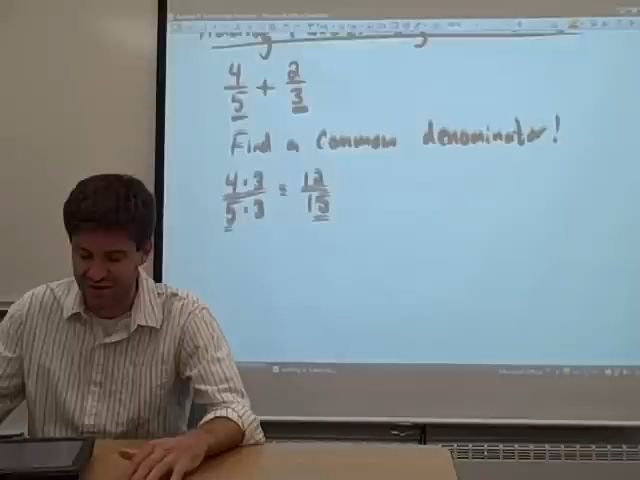 4/5 + 2/3
Find a common denominator!
4·3/5·3 = 12/15